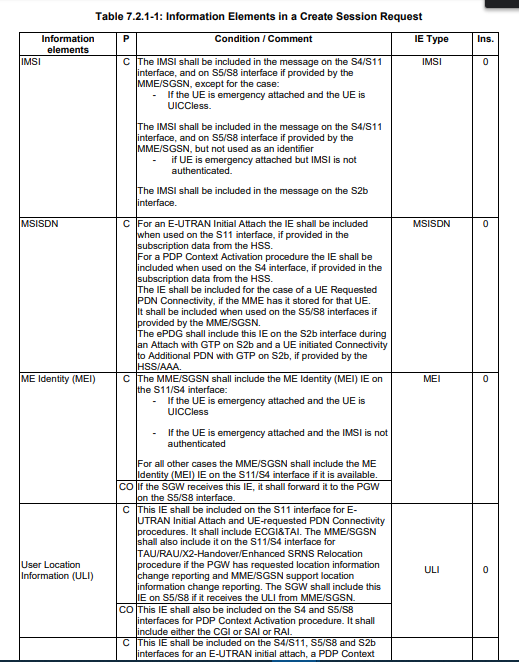 Table 7.2.1-1: Information Elements in a Create Session Request
Information elements P Condition / Comment IE Type Ins.
IMSI C The IMSI shall be included in the message on the S4/S11 IMSI 0
interface, and on S5/S8 interface if provided by the
MME/SGSN, except for the case:
- If the UE is emergency attached and the UE is
UICCless.
The IMSI shall be included in the message on the S4/S11
interface, and on S5/S8 interface if provided by the
MME/SGSN, but not used as an identifier
- if UE is emergency attached but IMSI is not
authenticated.
The IMSI shall be included in the message on the S2b
interface.
MSISDN C For an E-UTRAN Initial Attach the IE shall be included MSISDN 0
when used on the S11 interface, if provided in the
subscription data from the HSS.
For a PDP Context Activation procedure the IE shall be
included when used on the S4 interface, if provided in the
subscription data from the HSS.
The IE shall be included for the case of a UE Requested
PDN Connectivity, if the MME has it stored for that UE.
It shall be included when used on the S5/S8 interfaces if
provided by the MME/SGSN.
The ePDG shall include this IE on the S2b interface during
an Attach with GTP on S2b and a UE initiated Connectivity
to Additional PDN with GTP on S2b, if provided by the
HSS/AAA.
ME Identity (MEI) C The MME/SGSN shall include the ME Identity (MEI) IE on MEI 0
the S11/S4 interface:
- If the UE is emergency attached and the UE is
UICCless
- If the UE is emergency attached and the IMSI is not
authenticated
For all other cases the MME/SGSN shall include the ME
Identity (MEI) IE on the S11/S4 interface if it is available.
CO If the SGW receives this IE, it shall forward it to the PGW
on the S5/S8 interface.
User Location Information (ULI) C This IE shall be included on the S11 interface for E- ULI 0
UTRAN Initial Attach and UE-requested PDN Connectivity
procedures. It shall include ECGI&TAI. The MME/SGSN
shall also include it on the S11/S4 interface for
TAU/RAU/X2-Handover/Enhanced SRNS Relocation
procedure if the PGW has requested location information
change reporting and MME/SGSN support location
information change reporting. The SGW shall include this
IE on S5/S8 if it receives the ULI from MME/SGSN.
CO This IE shall also be included on the S4 and S5/S8
interfaces for PDP Context Activation procedure. It shall
include either the CGI or SAI or RAI.
C This IE shall be included on the S4/S11, S5/S8 and S2b
interfaces for an E-UTRAN initial attach, a PDP Context